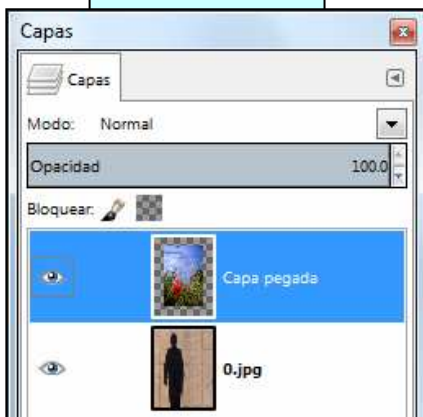 Capas
Capas
Modo: Normal
Opacidad 100.0
Bloquear:
Capa pegada
0.jpg